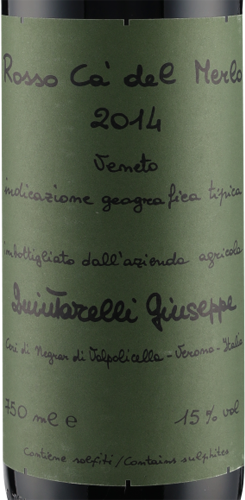 Rosso Ca' del Merlo
2014
Veneto
indicazione geografica tipica
imbottigliato dall'azienda agricola
Quintarelli Giuseppe
Cerè di Negrar di Valpolicella - Verona - Italia
750 ml e
15% vol
Contiene solfiti/Contains sulphites